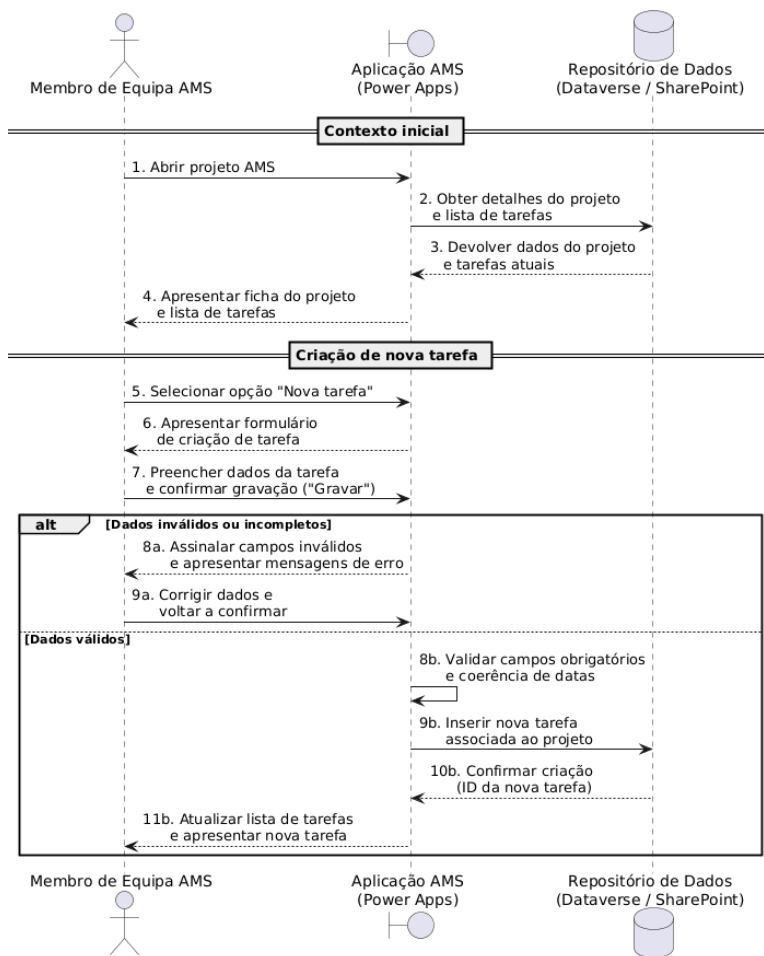 Membro de Equipa AMS
Aplicação AMS
(Power Apps)
Repositório de Dados
(Dataverse / SharePoint)
Contexto inicial
1. Abrir projeto AMS
2. Obter detalhes do projeto
e lista de tarefas
3. Devolver dados do projeto
e tarefas atuais
4. Apresentar ficha do projeto
e lista de tarefas
Criação de nova tarefa
5. Selecionar opção "Nova tarefa"
6. Apresentar formulário
de criação de tarefa
7. Preencher dados da tarefa
e confirmar gravação ("Gravar")
alt
[Dados inválidos ou incompletos]
8a. Assinalar campos inválidos
e apresentar mensagens de erro
9a. Corrigir dados e
voltar a confirmar
[Dados válidos]
8b. Validar campos obrigatórios
e coerência de datas
9b. Inserir nova tarefa
associada ao projeto
10b. Confirmar criação
(ID da nova tarefa)
11b. Atualizar lista de tarefas
e apresentar nova tarefa
Membro de Equipa AMS
Aplicação AMS
(Power Apps)
Repositório de Dados
(Dataverse / SharePoint)